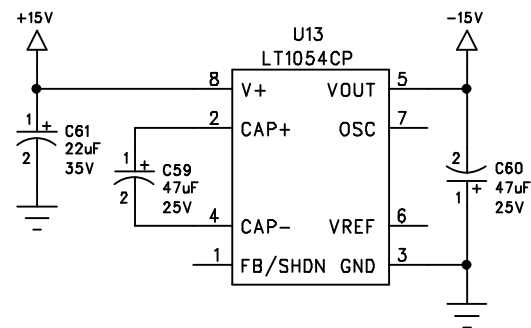 +15V
-15V
U13
LT1054CP
8
V+
VOUT
5
2
CAP+
OSC
7
4
CAP-
VREF
6
1
FB/SHDN
GND
3
1
+
2
C61
22uF
35V
1
+
2
C59
47uF
25V
2
1
+
C60
47uF
25V